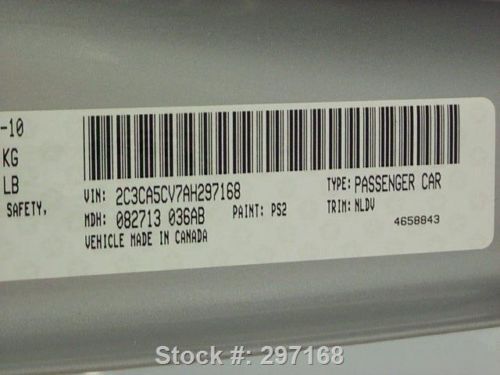 -10
KG
LB
SAFETY,
VIN: 2C3CA5CV7AH297168
TYPE: PASSENGER CAR
MDH: 082713 036AB
PAINT: PS2
TRIM: NLDV
VEHICLE MADE IN CANADA
4658843
Stock #: 297168